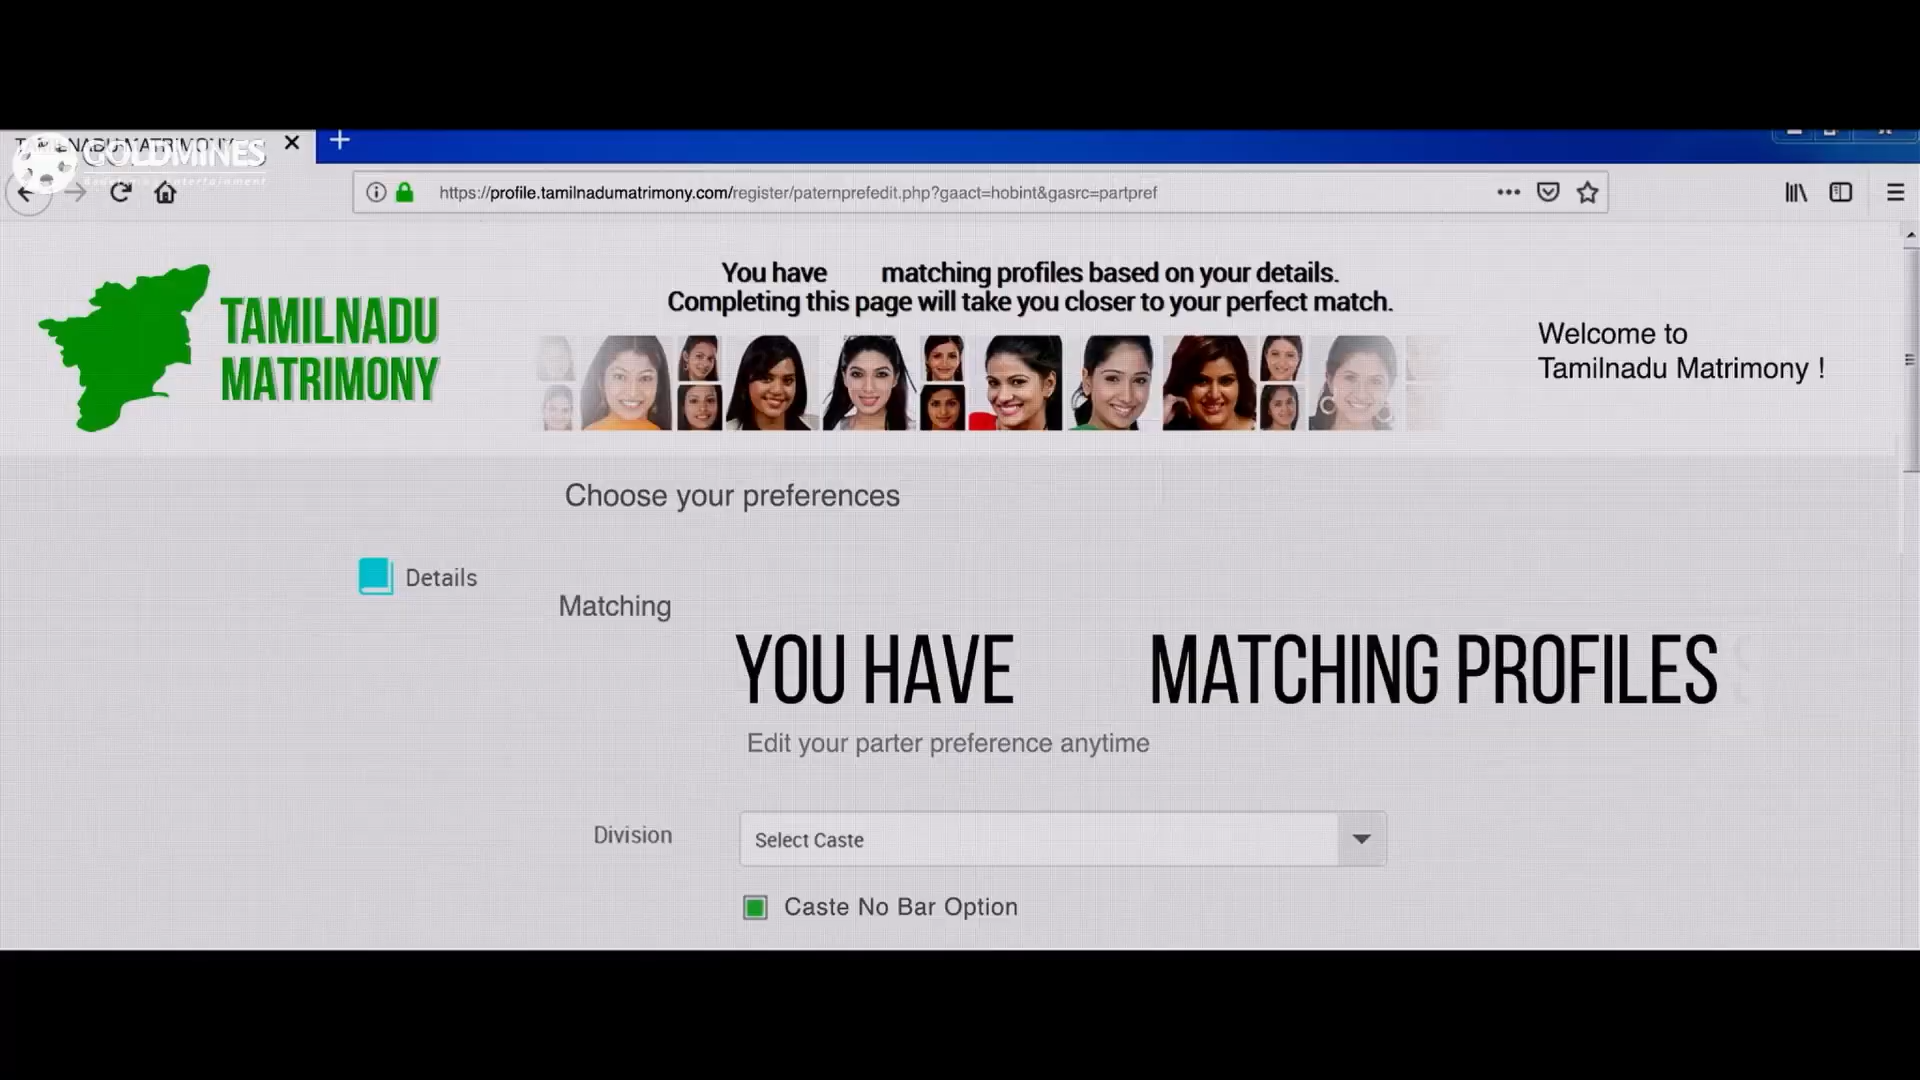 TAMILNADU MATRIMONY
GOLDMINES
https://profile.tamilnadumatrimony.com/register/paternprefedit.php?gaact=hobint&gasrc=partpref
TAMILNADU
MATRIMONY
You have matching profiles based on your details.
Completing this page will take you closer to your perfect match.
Welcome to
Tamilnadu Matrimony !
Choose your preferences
Details
Matching
YOU HAVE MATCHING PROFILES
Edit your parter preference anytime
Division
Select Caste
Caste No Bar Option